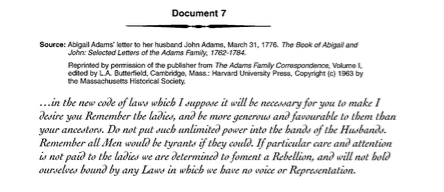 Document 7
Source: Abigail Adams' letter to her husband John Adams, March 31, 1776. The Book of Abigail and
John: Selected Letters of the Adams Family, 1762-1784.
Reprinted by permission of the publisher from The Adams Family Correspondence, Volume I,
edited by L.A. Butterfield, Cambridge, Mass.: Harvard University Press, Copyright (c) 1963 by
the Massachusetts Historical Society.
…in the new code of laws which I suppose it will be necessary for you to make I
desire you Remember the ladies, and be more generous and favourable to them than
your ancestors. Do not put such unlimited power into the hands of the Husbands.
Remember all Men would be tyrants if they could. If particular care and attention
is not paid to the ladies we are determined to foment a Rebellion, and will not hold
ourselves bound by any Laws in which we have no voice or Representation.